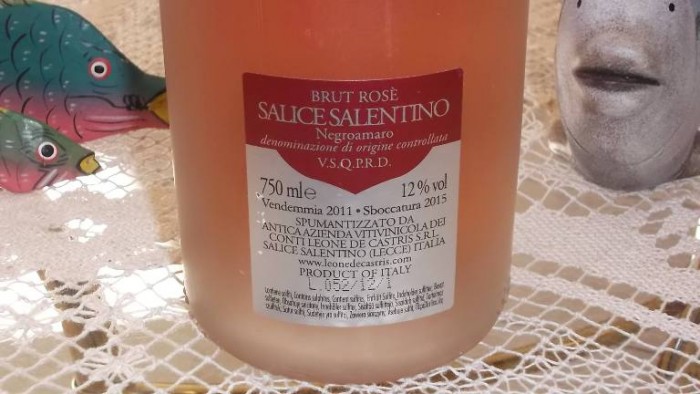 BRUT ROSÈ
SALICE SALENTINO
Negroamaro
denominazione di origine controllata
V.S.Q.P.R.D.
750 ml e 12 % vol
Vendemmia 2011 • Sboccatura 2015
SPUMANTIZZATO DA
ANTICA AZIENDA VITIVINICOLA DEI
CONTI LEONE DE CASTRIS S.R.L.
SALICE SALENTINO (LECCE) ITALIA
www.leonedecastris.com
PRODUCT OF ITALY
L.052/12/1